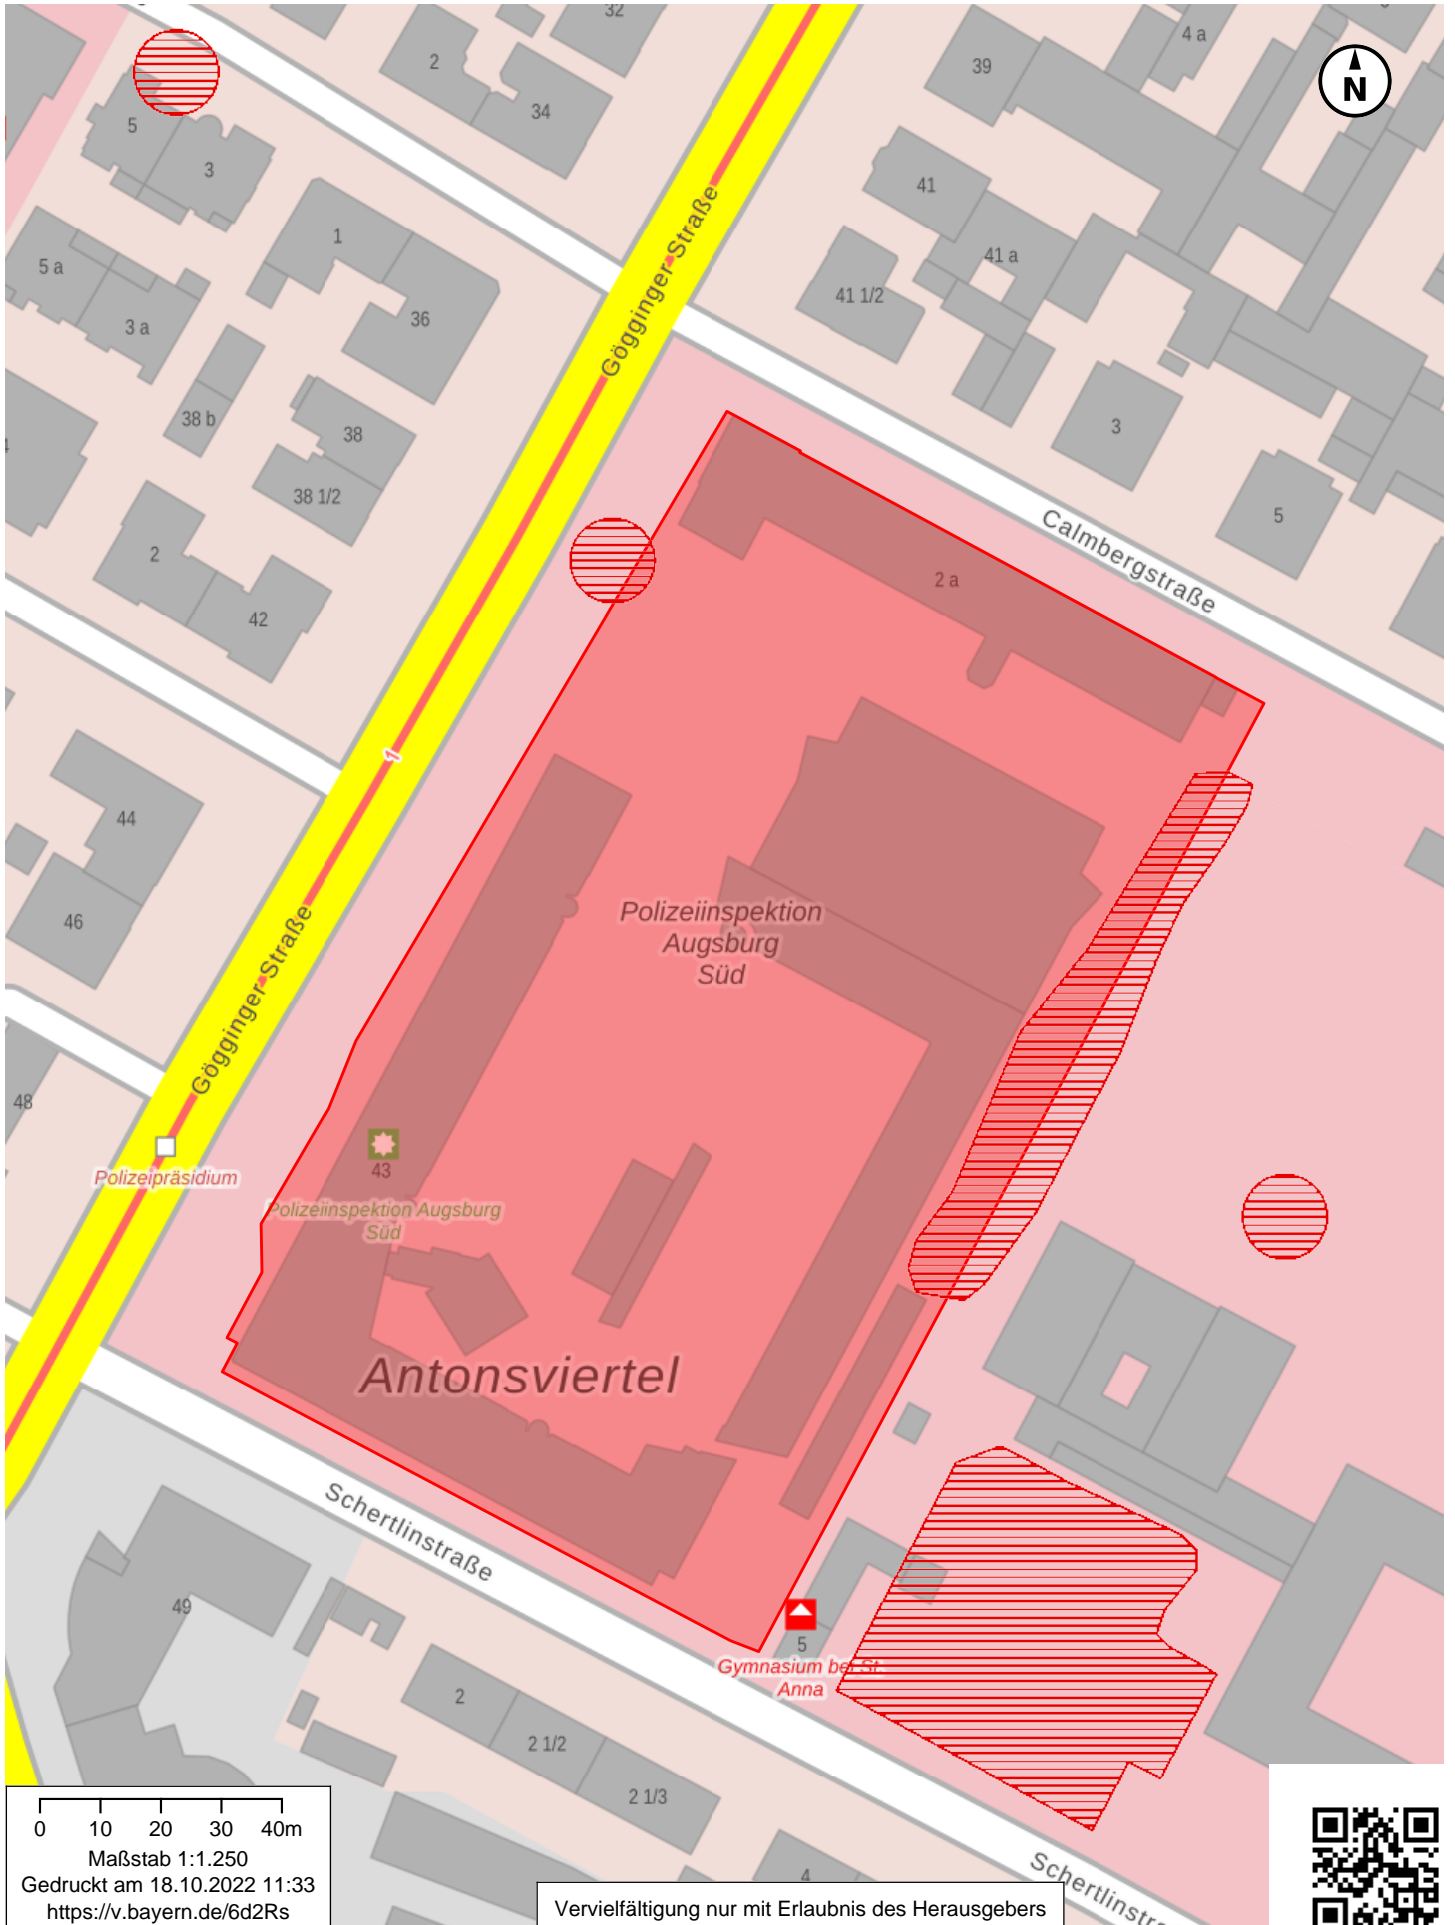 32
2
34
39
4 a
N
5
3
41
5 a
1
41 a
3 a
36
41 1/2
Gögginger-Straße
38 b
38
3
38 1/2
5
Calmbergstraße
2
2 a
42
1
44
46
Polizeiinspektion
Augsburg
Süd
Gögginger-Straße
48
Polizeipräsidium
43
Polizeiinspektion Augsburg
Süd
Antonsviertel
Schertlinstraße
49
5
Gymnasium bei St.
Anna
2
2 1/2
2 1/3
4
Schertlinstr
0 10 20 30 40m
Maßstab 1:1.250
Gedruckt am 18.10.2022 11:33
https://v.bayern.de/6d2Rs
Vervielfältigung nur mit Erlaubnis des Herausgebers